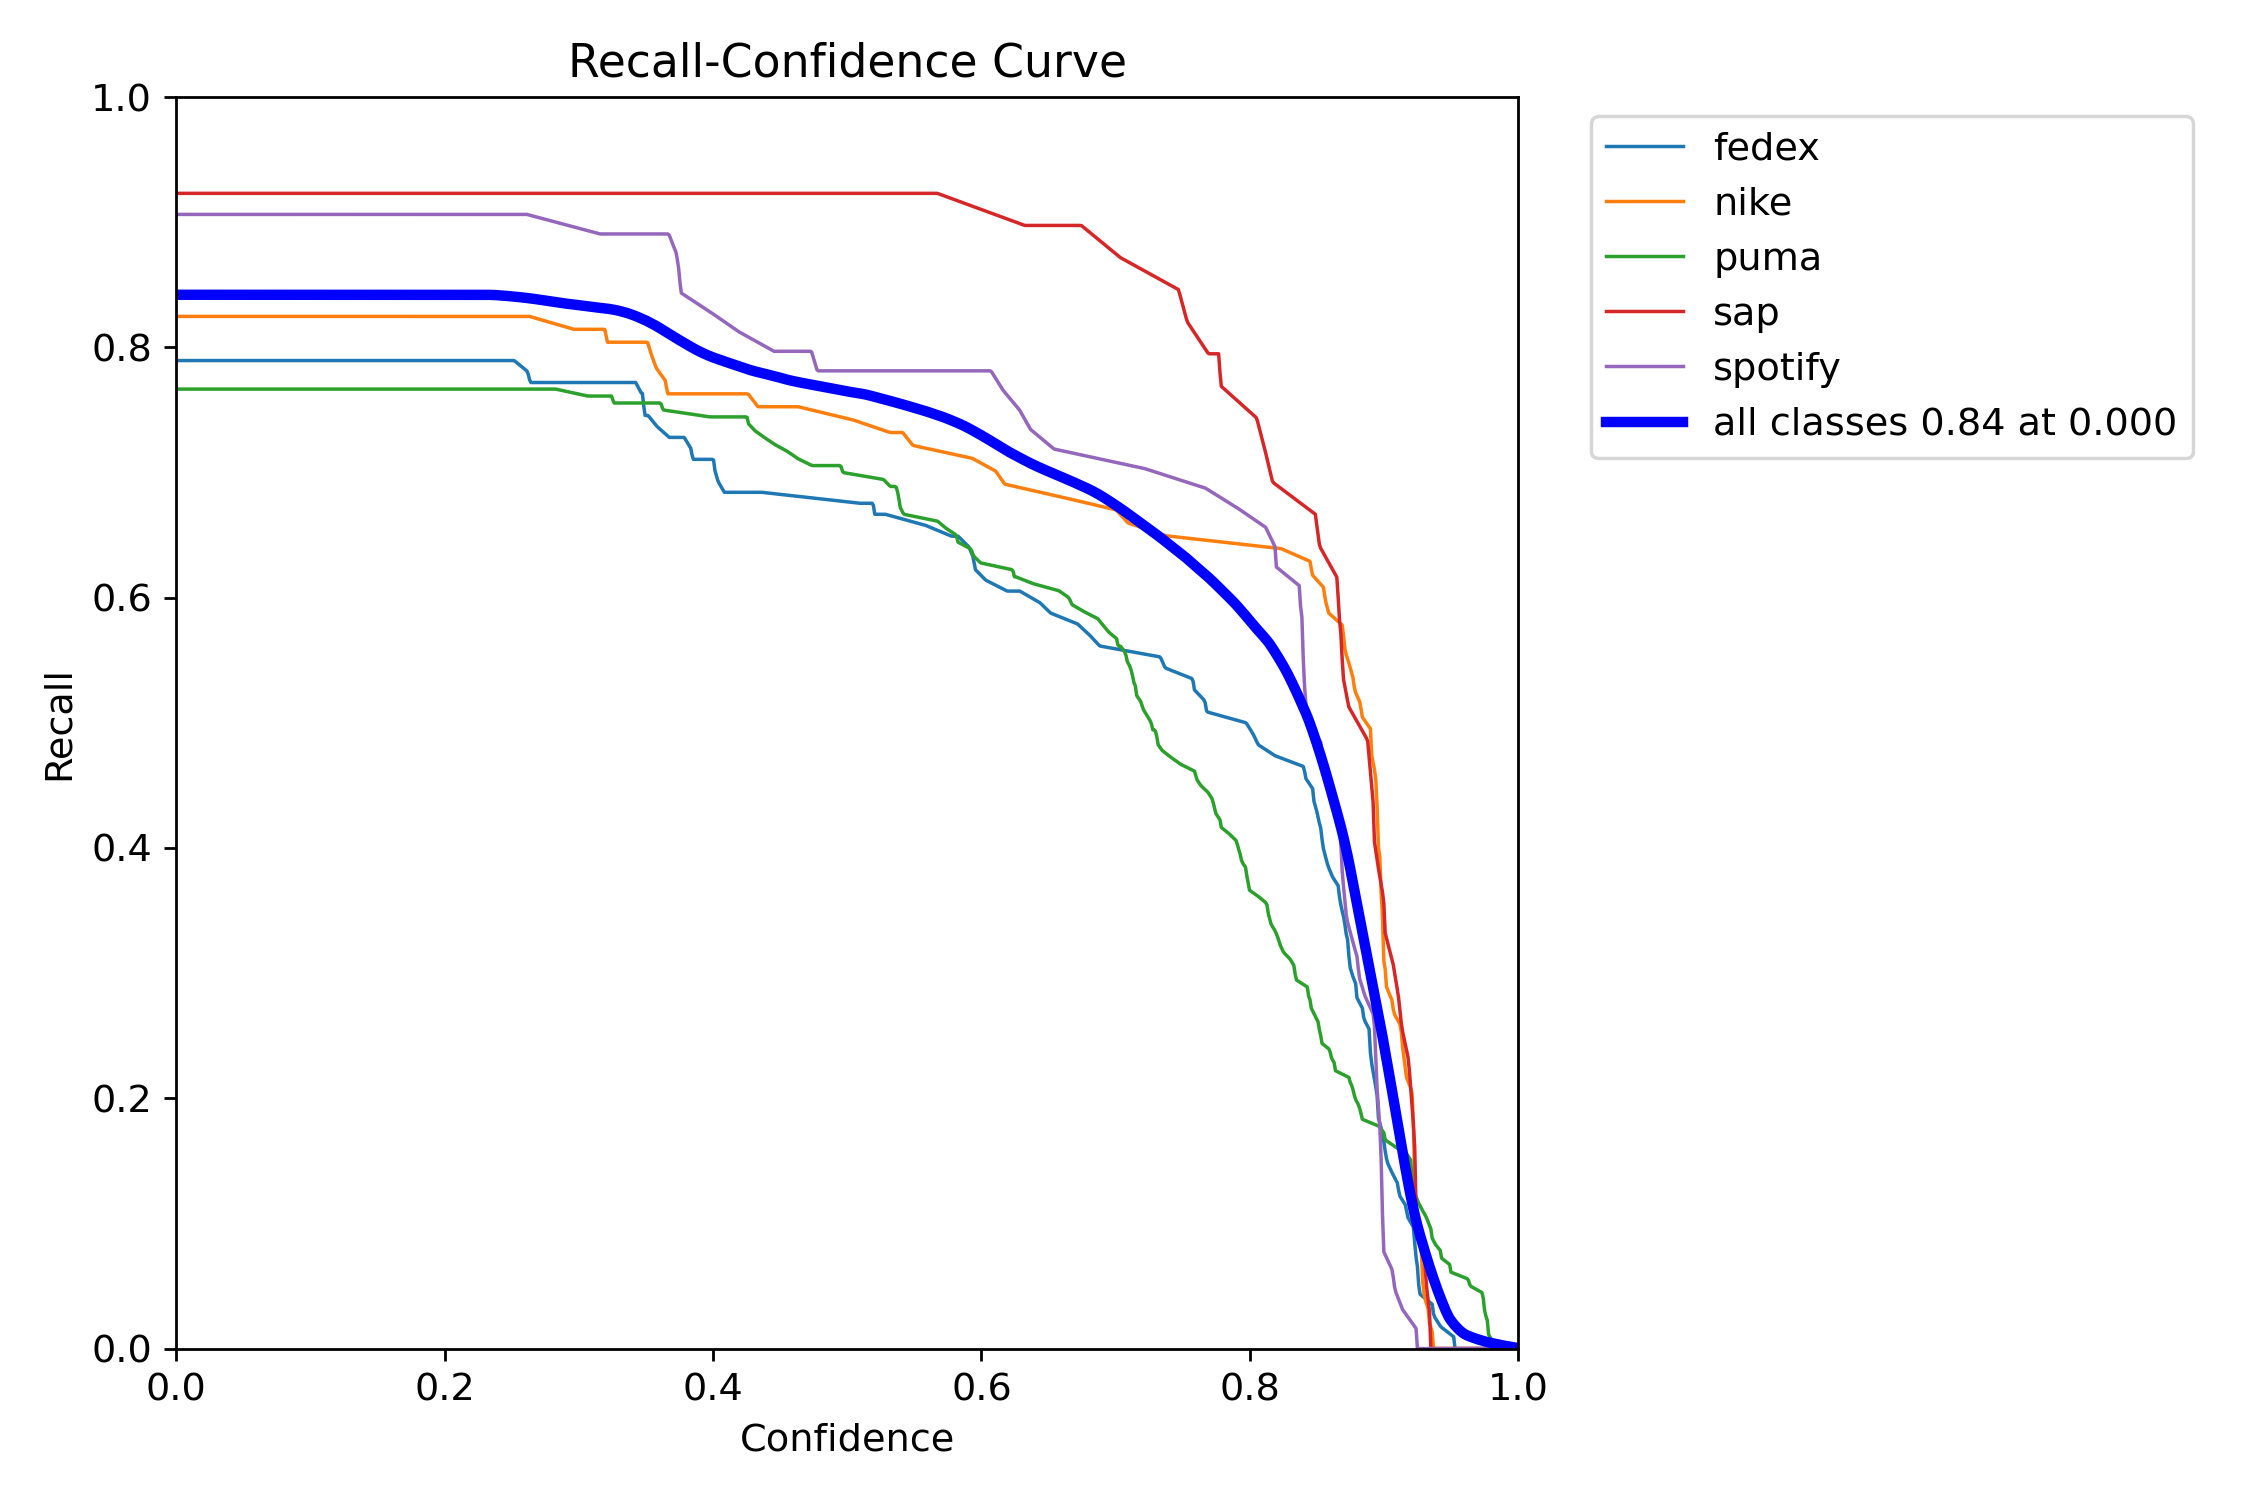 Recall-Confidence Curve
1.0
0.8
0.6
0.4
0.2
0.0
Recall
0.0 0.2 0.4 0.6 0.8 1.0
Confidence
fedex
nike
puma
sap
spotify
all classes 0.84 at 0.000